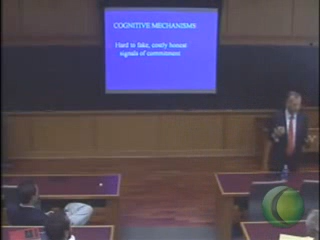 COGNITIVE MECHANISMS
Hard to fake, costly honest
signals of commitment